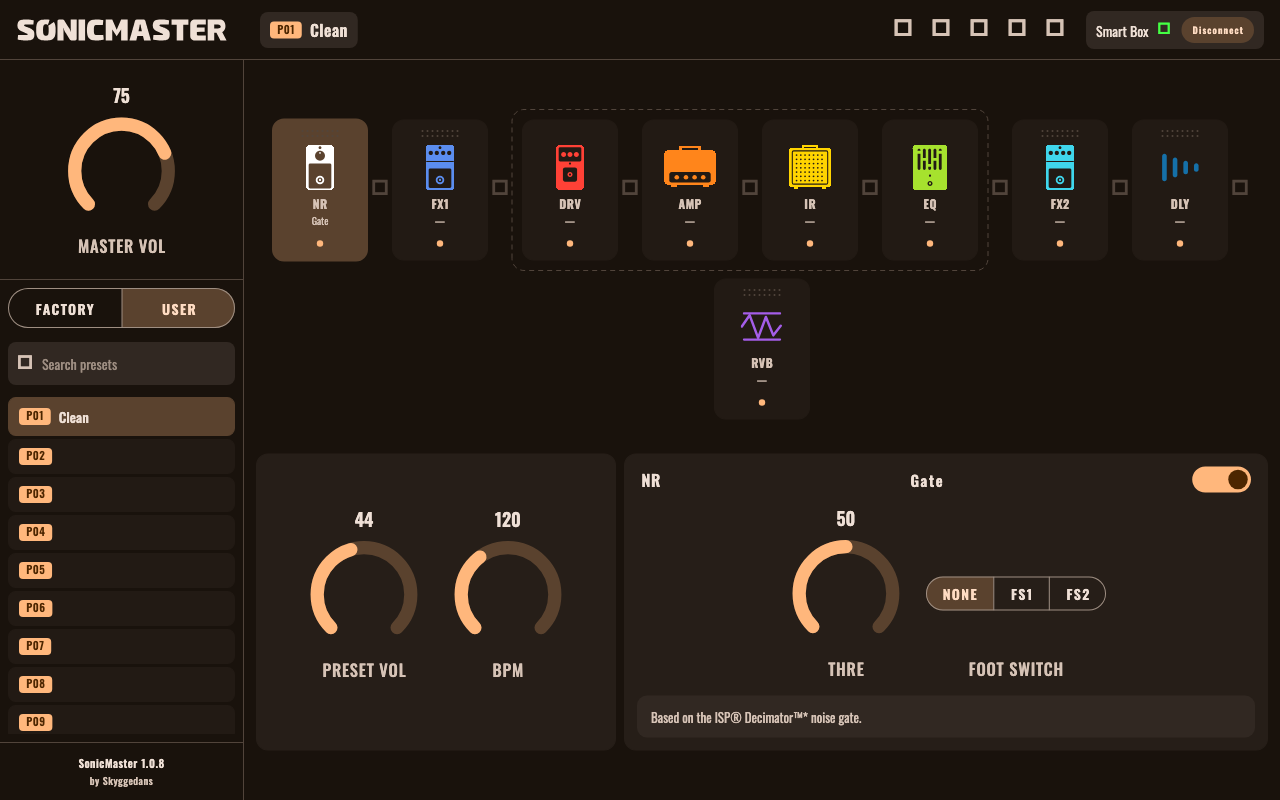 SONICMASTER
P01 Clean
Smart Box
Disconnect
75
MASTER VOL
FACTORY
USER
Search presets
P01 Clean
P02
P03
P04
P05
P06
P07
P08
P09
SonicMaster 1.0.8
by Skyggedans
NR
Gate
FX1
—
DRV
—
AMP
—
IR
—
EQ
—
FX2
—
DLY
—
RVB
—
44
PRESET VOL
120
BPM
NR
Gate
50
THRE
NONE
FS1
FS2
FOOT SWITCH
Based on the ISP® Decimator™* noise gate.